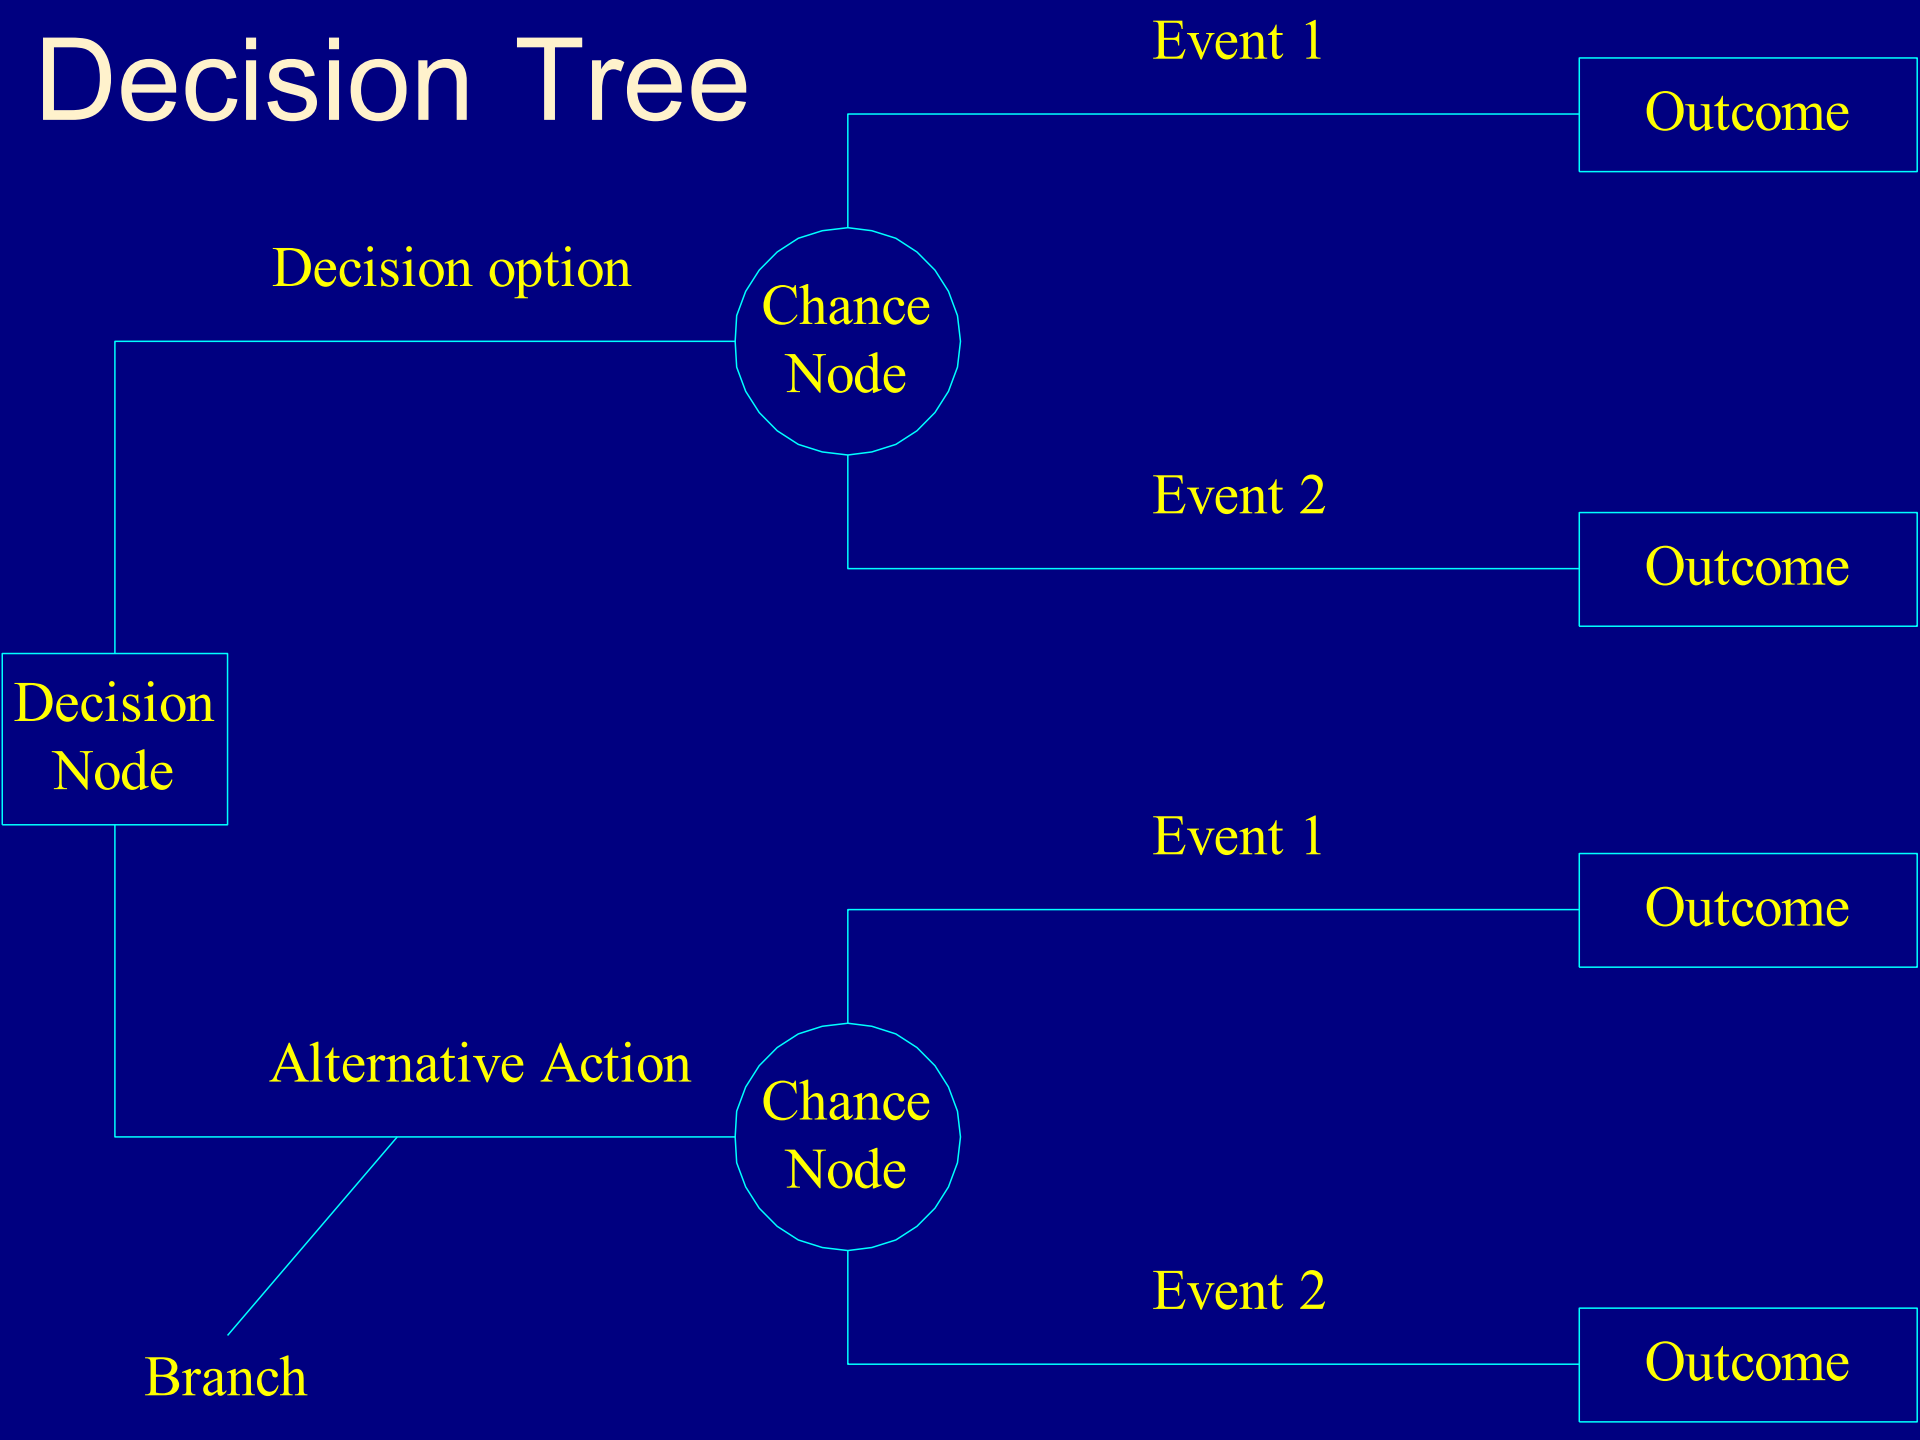 Decision Tree
Event 1
Outcome
Decision option
Chance
Node
Event 2
Outcome
Decision
Node
Event 1
Outcome
Alternative Action
Chance
Node
Event 2
Outcome
Branch